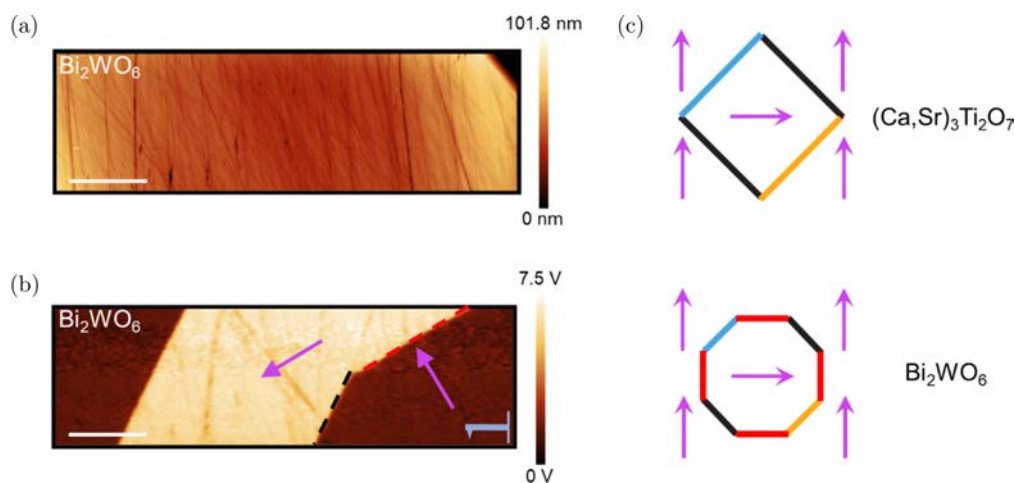 (a)
101.8 nm
Bi₂WO₆
0 nm
(b)
7.5 V
Bi₂WO₆
0 V
(c)
(Ca,Sr)₃Ti₂O₇
Bi₂WO₆